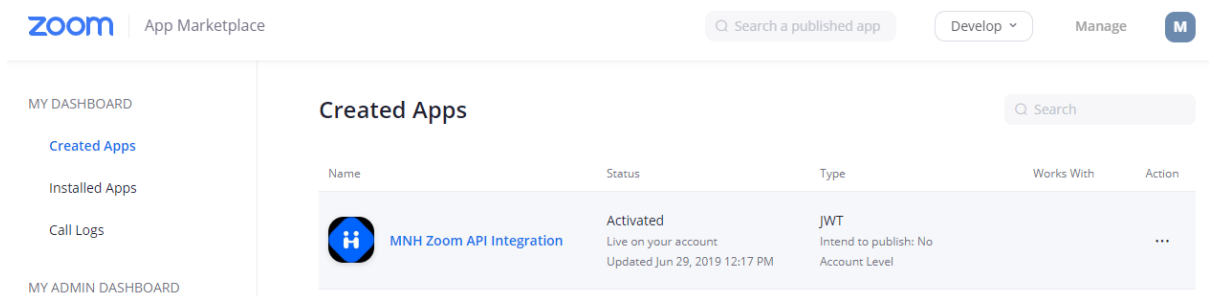 zoom App Marketplace Search a published app Develop Manage M
MY DASHBOARD
Created Apps
Installed Apps
Call Logs
MY ADMIN DASHBOARD
Created Apps Search
Name Status Type Works With Action
MNH Zoom API Integration
Activated
Live on your account
Updated Jun 29, 2019 12:17 PM
JWT
Intend to publish: No
Account Level
...